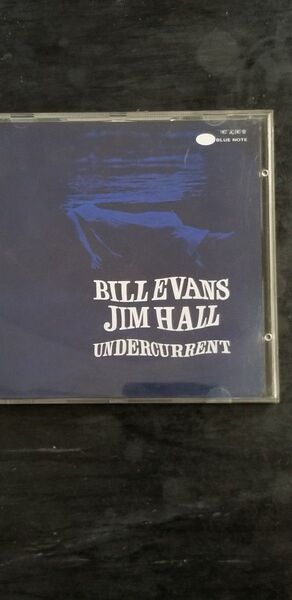 BLUE NOTE
BILL EVANS
JIM HALL
UNDERCURRENT